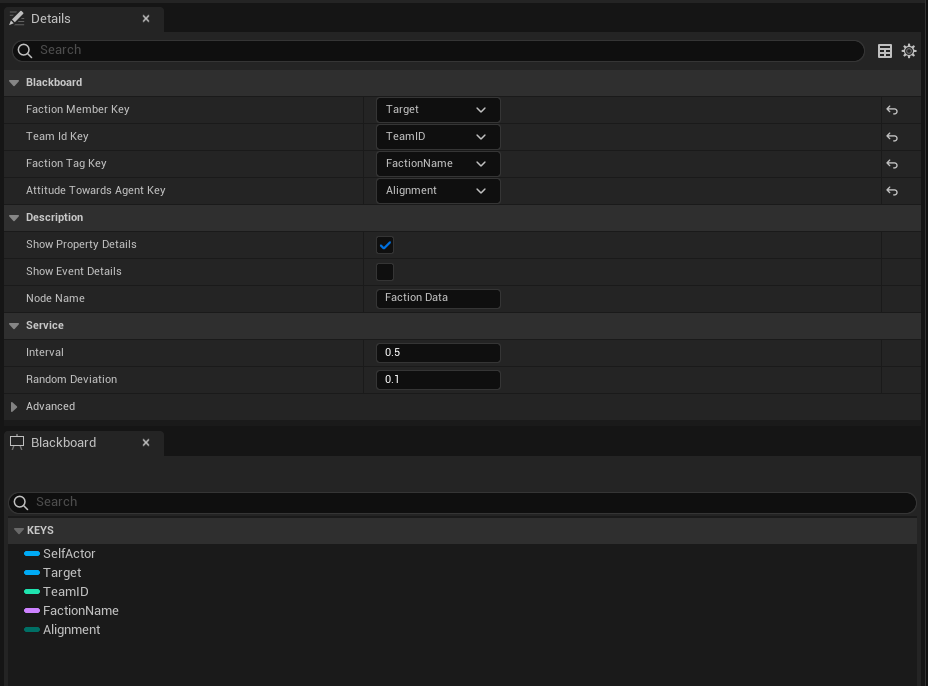 Details
Search
Blackboard
Faction Member Key Target
Team Id Key TeamID
Faction Tag Key FactionName
Attitude Towards Agent Key Alignment
Description
Show Property Details
Show Event Details
Node Name Faction Data
Service
Interval 0.5
Random Deviation 0.1
Advanced
Blackboard
Search
KEYS
SelfActor
Target
TeamID
FactionName
Alignment